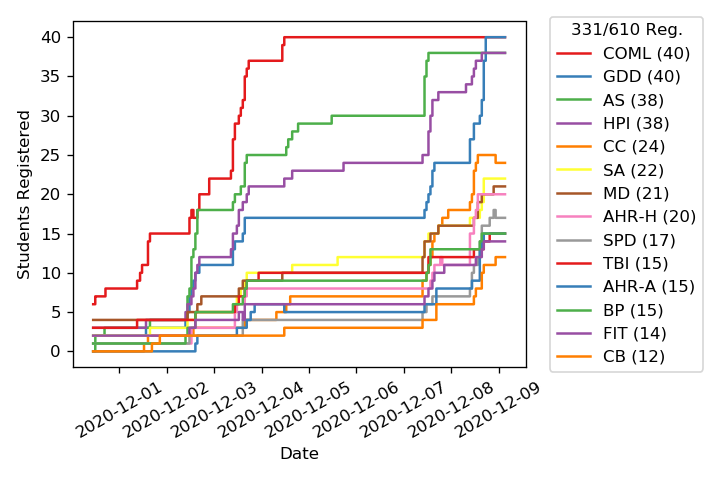 331/610 Reg.
COML (40)
GDD (40)
AS (38)
HPI (38)
CC (24)
SA (22)
MD (21)
AHR-H (20)
SPD (17)
TBI (15)
AHR-A (15)
BP (15)
FIT (14)
CB (12)
Students Registered
40
35
30
25
20
15
10
5
0
2020-12-01
2020-12-02
2020-12-03
2020-12-04
2020-12-05
2020-12-06
2020-12-07
2020-12-08
2020-12-09
Date